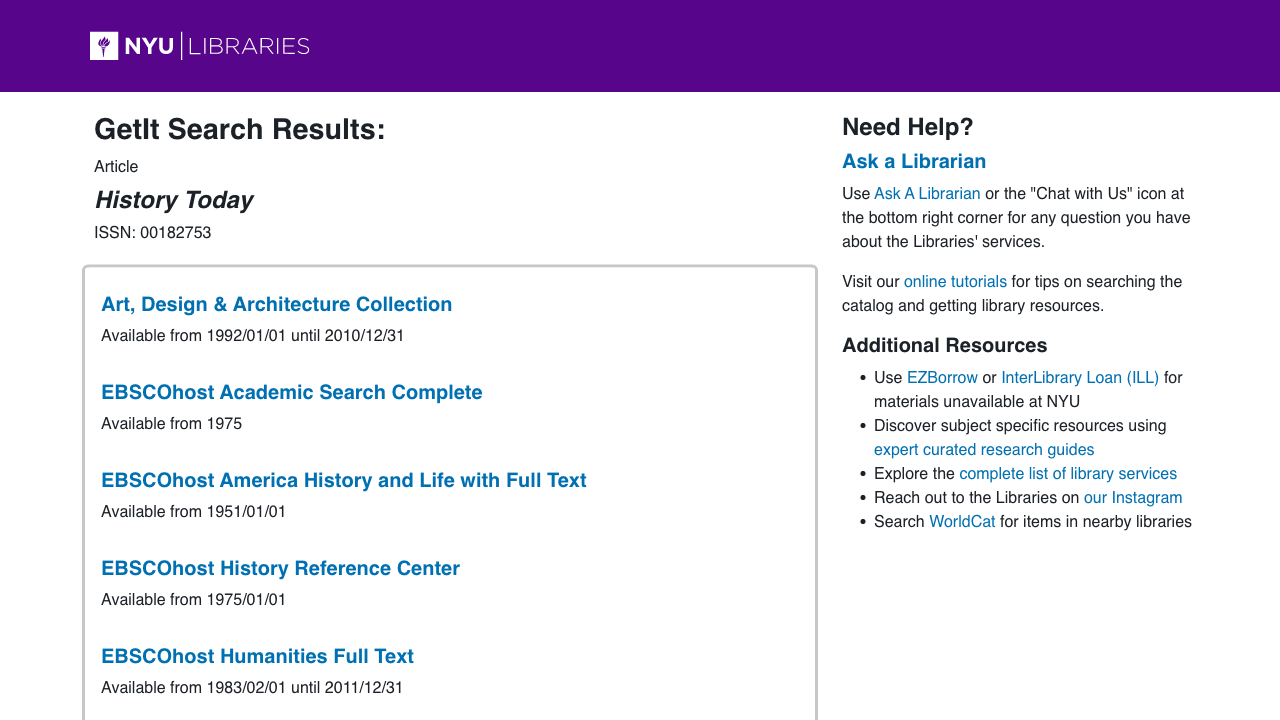 NYU LIBRARIES
GetIt Search Results:
Article
History Today
ISSN: 00182753
Art, Design & Architecture Collection
Available from 1992/01/01 until 2010/12/31
EBSCOhost Academic Search Complete
Available from 1975
EBSCOhost America History and Life with Full Text
Available from 1951/01/01
EBSCOhost History Reference Center
Available from 1975/01/01
EBSCOhost Humanities Full Text
Available from 1983/02/01 until 2011/12/31
Need Help?
Ask a Librarian
Use Ask A Librarian or the "Chat with Us" icon at
the bottom right corner for any question you have
about the Libraries' services.
Visit our online tutorials for tips on searching the
catalog and getting library resources.
Additional Resources
• Use EZBorrow or InterLibrary Loan (ILL) for
materials unavailable at NYU
• Discover subject specific resources using
expert curated research guides
• Explore the complete list of library services
• Reach out to the Libraries on our Instagram
• Search WorldCat for items in nearby libraries